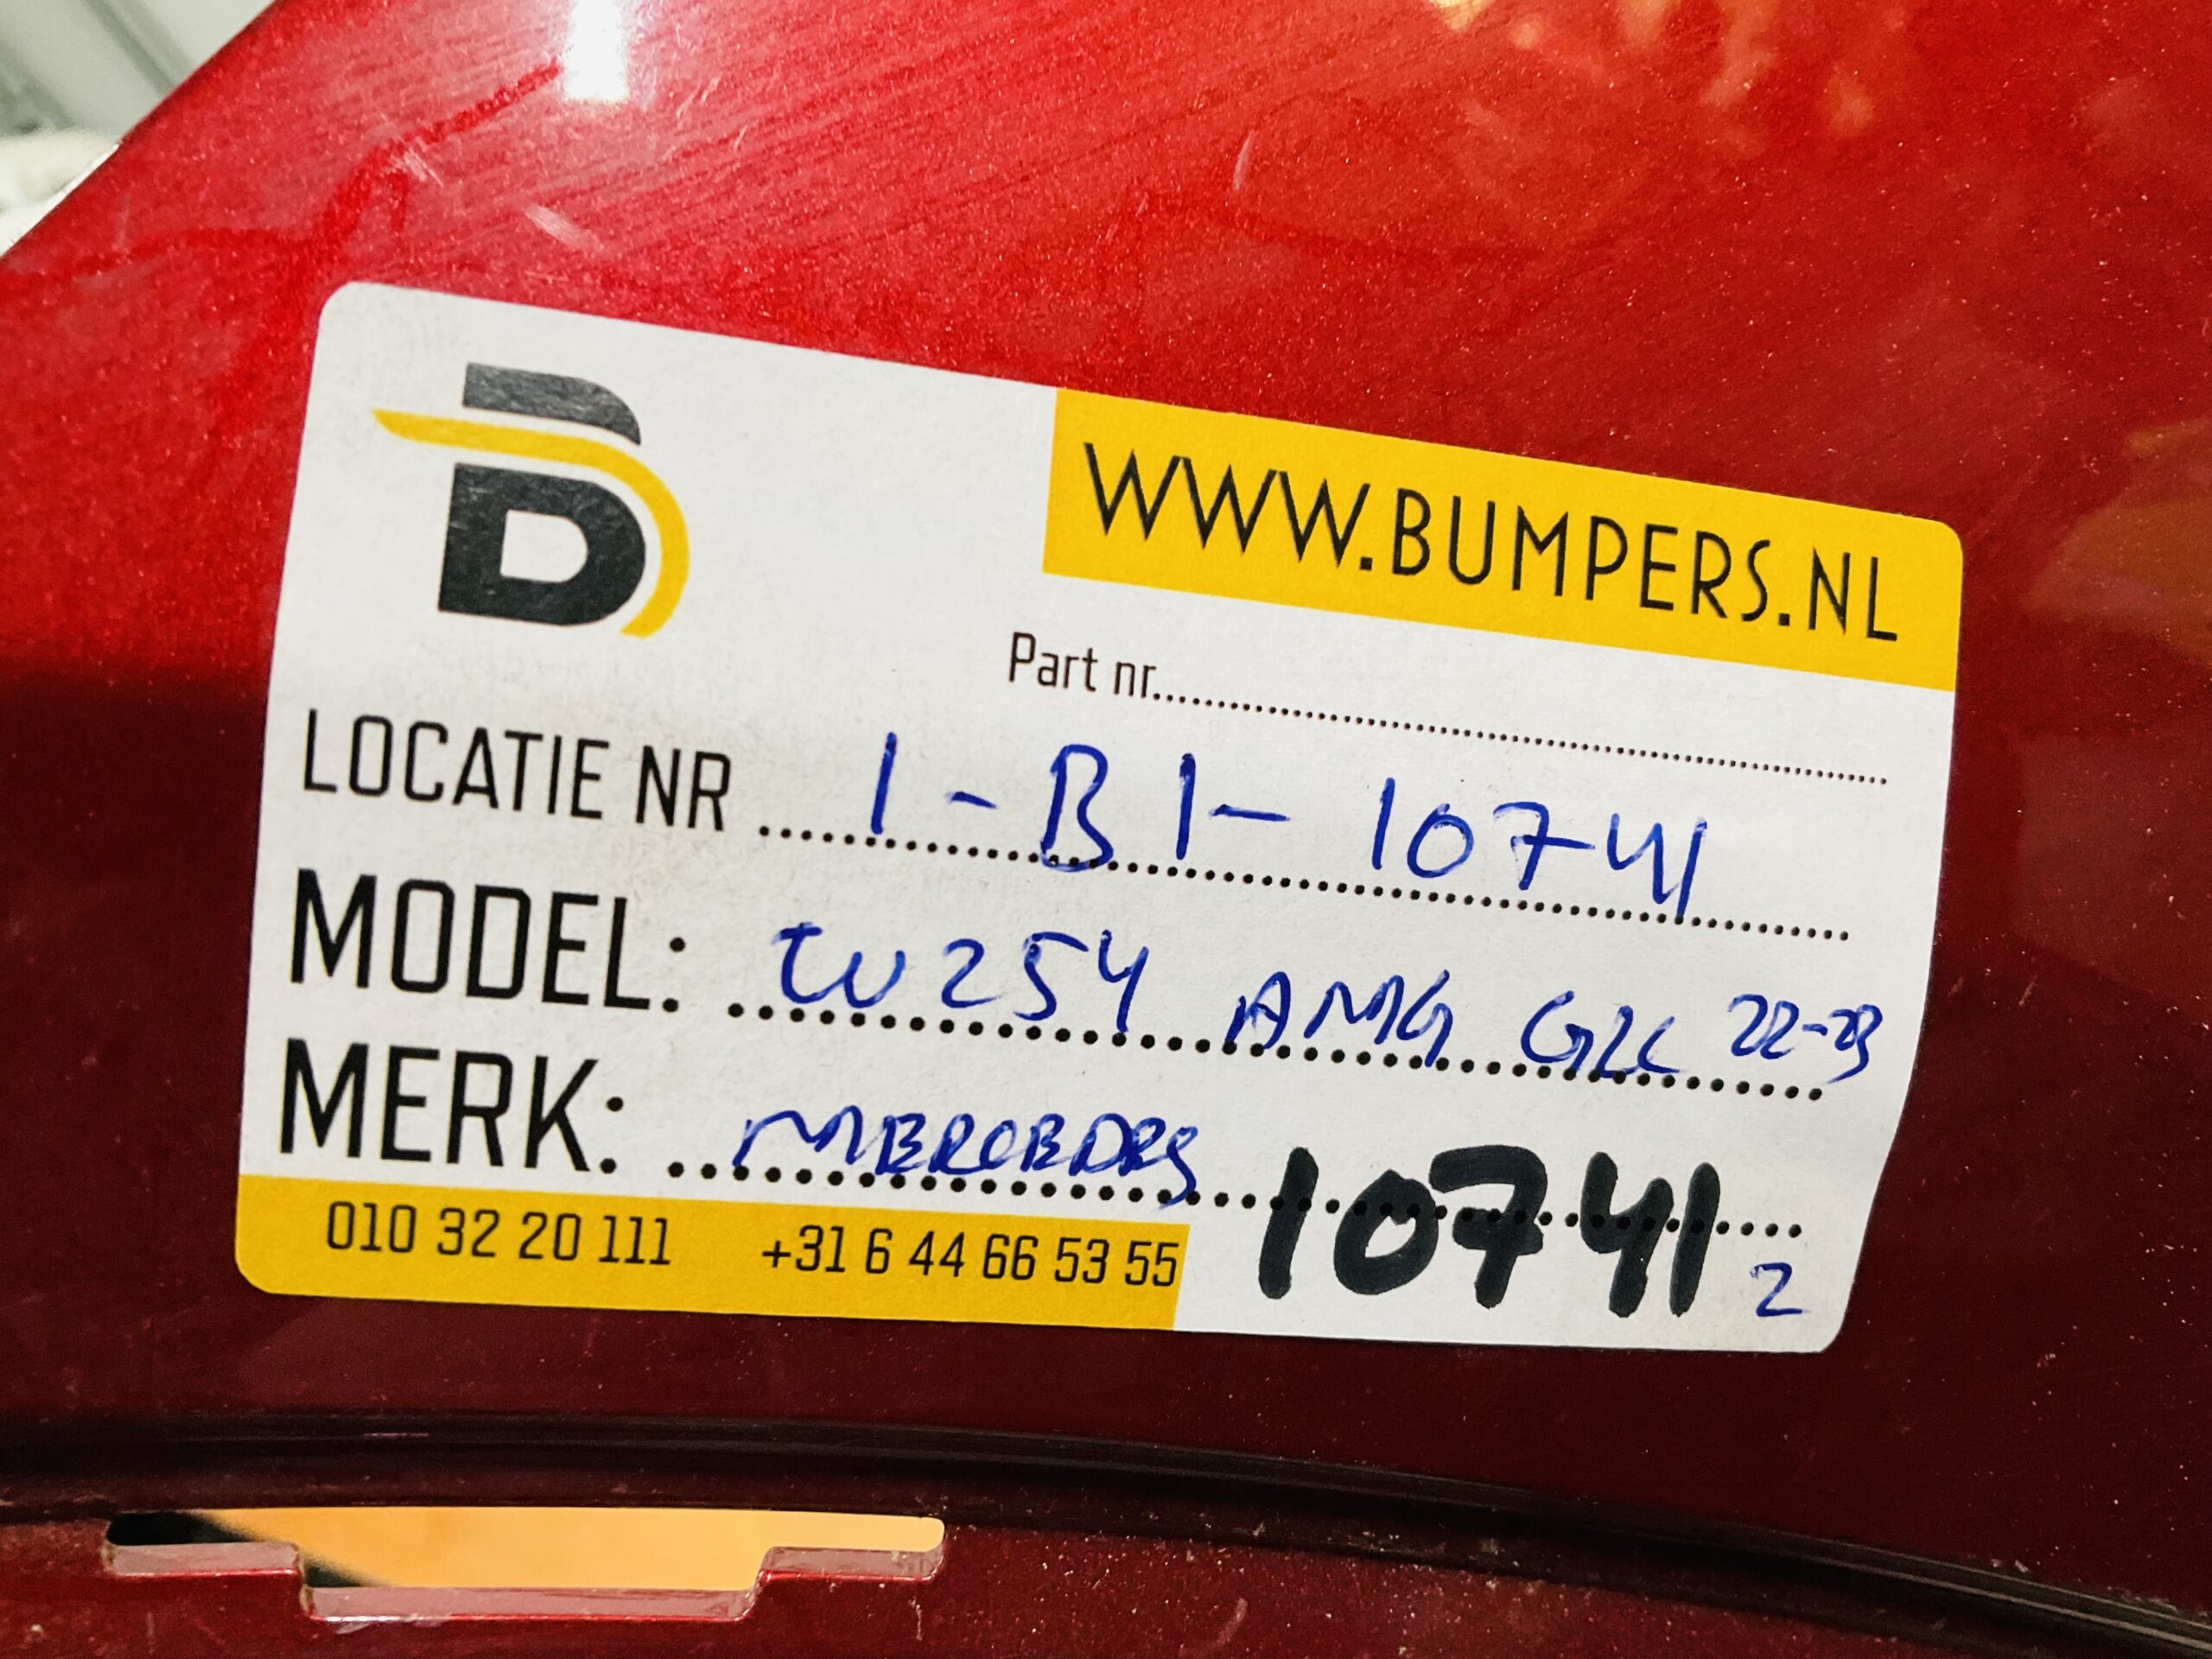 B
WWW.BUMPERS.NL
Part nr..........
LOCATIE NR .......... 1-B1-10741
MODEL: .......... W254 AMG GLC 22-23
MERK: .......... MERCEDES
010 32 20 111 +31 6 44 66 53 55 10741 2